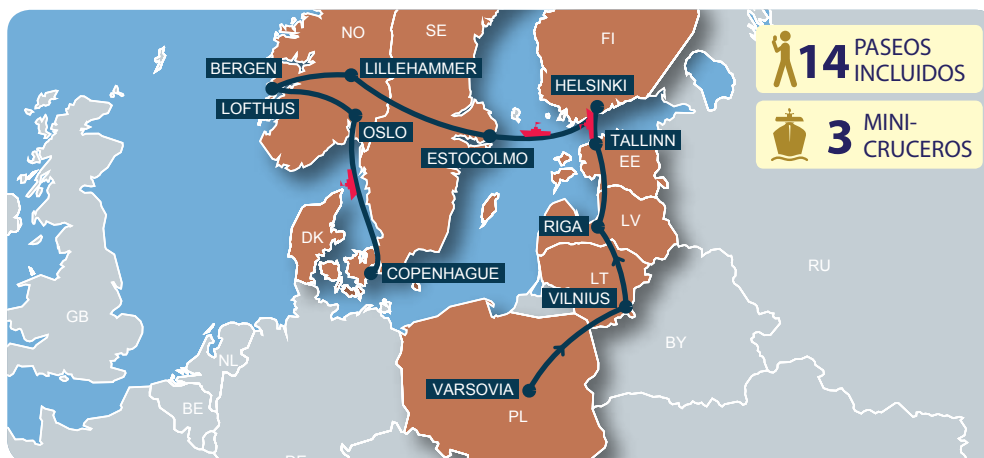 NO
SE
FI
BERGEN
LILLEHAMMER
HELSINKI
LOFTHUS
OSLO
ESTOCOLMO
TALLINN
EE
RIGA
LV
DK
COPENHAGUE
LT
VILNIUS
RU
GB
BY
NL
VARSOVIA
BE
PL
14 PASEOS
INCLUIDOS
3 MINI-
CRUCEROS